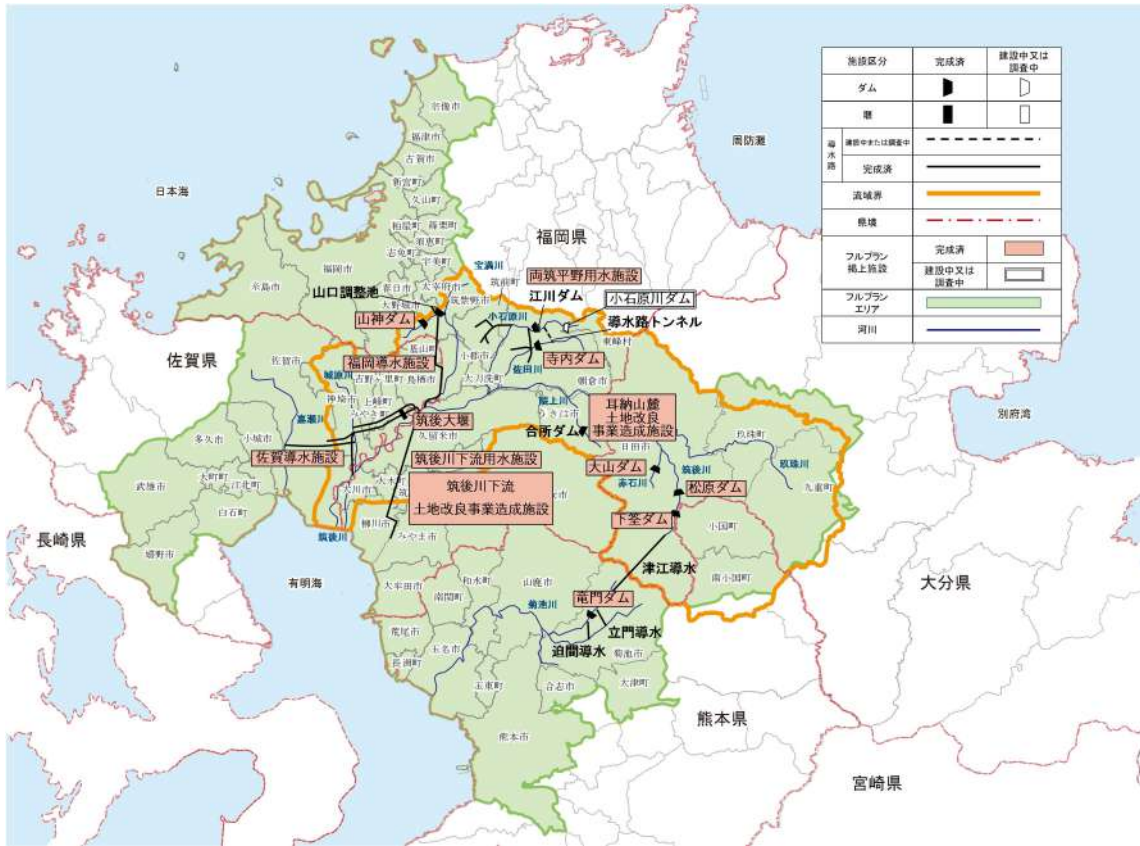 施設区分
完成済
建設中又は
調査中
ダム
堰
導水路
建設中または調査中
完成済
流域界
県境
フルプラン
掲上施設
完成済
建設中又は
調査中
フルプラン
エリア
河川
日本海
周防灘
別府湾
有明海
福岡県
佐賀県
長崎県
大分県
熊本県
宮崎県
宗像市
福津市
古賀市
新宮町
久山町
粕屋町
篠栗町
須恵町
志免町
宇美町
福岡市
糸島市
春日市
太宰府市
大野城市
筑紫野市
筑前町
宝満川
山口調整池
山神ダム
福岡導水施設
基山町
小郡市
鳥栖市
大刀洗町
小石原川
両筑平野用水施設
江川ダム
小石原川ダム
導水路トンネル
東峰村
寺内ダム
佐田川
朝倉市
佐賀市
城原川
吉野ヶ里町
神埼市
上峰町
みやき町
嘉瀬川
筑後大堰
久留米市
隈上川
うきは市
合所ダム
耳納山麓
土地改良
事業造成施設
日田市
玖珠町
玖珠川
九重町
筑後川
大山ダム
赤石川
松原ダム
下筌ダム
小国町
南小国町
津江導水
多久市
小城市
佐賀導水施設
武雄市
大町町
江北町
白石町
嬉野市
大川市
大木町
筑後川下流用水施設
筑後川下流
土地改良事業造成施設
柳川市
みやま市
筑後川
大牟田市
南関町
和水町
山鹿市
菊池川
竜門ダム
立門導水
迫間導水
菊池市
荒尾市
玉名市
長洲町
玉東町
合志市
大津町
熊本市